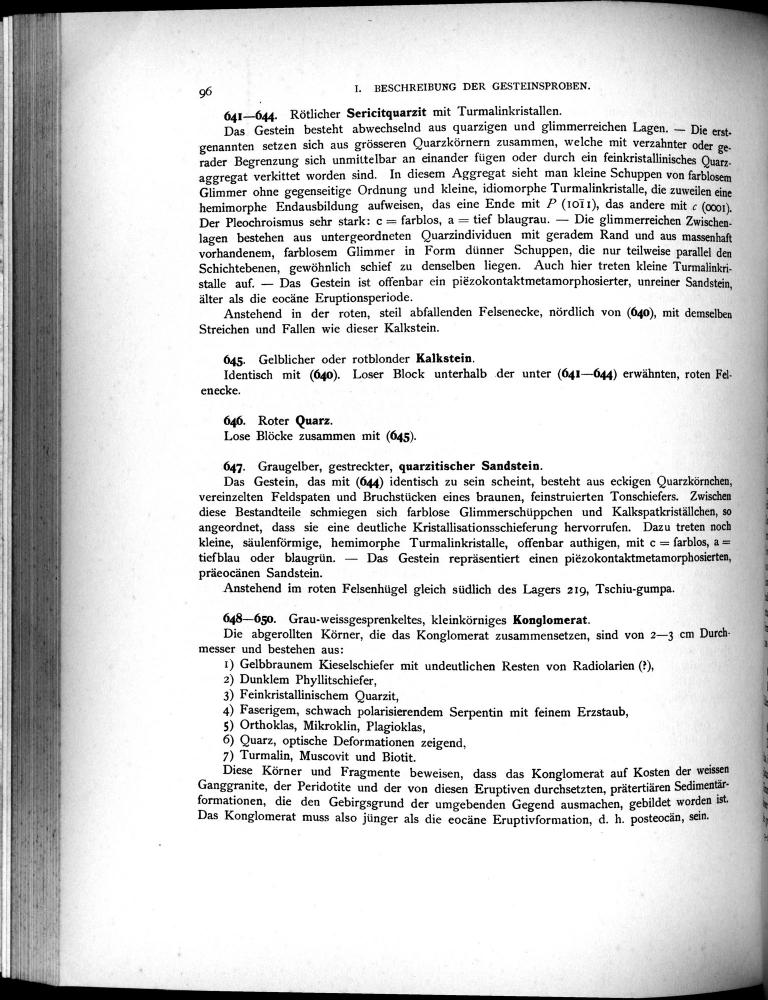 96
I. BESCHREIBUNG DER GESTEINSPROBEN.
641—644. Rötlicher Sericitquarzit mit Turmalinkristallen.
Das Gestein besteht abwechselnd aus quarzigen und glimmerreichen Lagen. — Die erst-
genannten setzen sich aus grösseren Quarzkörnern zusammen, welche mit verzahnter oder ge-
rader Begrenzung sich unmittelbar an einander fügen oder durch ein feinkristallinisches Quarz-
aggregat verkittet worden sind. In diesem Aggregat sieht man kleine Schuppen von farblosem
Glimmer ohne gegenseitige Ordnung und kleine, idiomorphe Turmalinkristalle, die zuweilen eine
hemimorphe Endausbildung aufweisen, das eine Ende mit P (10ī1), das andere mit c (0001).
Der Pleochroismus sehr stark: c = farblos, a = tief blaugrau. — Die glimmerreichen Zwischen-
lagen bestehen aus untergeordneten Quarzindividuen mit geradem Rand und aus massenhaft
vorhandenem, farblosem Glimmer in Form dünner Schuppen, die nur teilweise parallel den
Schichtebenen, gewöhnlich schief zu denselben liegen. Auch hier treten kleine Turmalinkri-
stalle auf. — Das Gestein ist offenbar ein piëzokontaktmetamorphosierter, unreiner Sandstein,
älter als die eocäne Eruptionsperiode.
Anstehend in der roten, steil abfallenden Felsenecke, nördlich von (640), mit demselben
Streichen und Fallen wie dieser Kalkstein.
645. Gelblicher oder rotblonder Kalkstein.
Identisch mit (640). Loser Block unterhalb der unter (641—644) erwähnten, roten Fel-
enecke.
646. Roter Quarz.
Lose Blöcke zusammen mit (645).
647. Graugelber, gestreckter, quarzitischer Sandstein.
Das Gestein, das mit (644) identisch zu sein scheint, besteht aus eckigen Quarzkörnchen,
vereinzelten Feldspaten und Bruchstücken eines braunen, feinstruierten Tonschiefers. Zwischen
diese Bestandteile schmiegen sich farblose Glimmerschüppchen und Kalkspatkriställchen, so
angeordnet, dass sie eine deutliche Kristallisationsschieferung hervorrufen. Dazu treten noch
kleine, säulenförmige, hemimorphe Turmalinkristalle, offenbar authigen, mit c = farblos, a =
tiefblau oder blaugrün. — Das Gestein repräsentiert einen piëzokontaktmetamorphosierten,
präeocänen Sandstein.
Anstehend im roten Felsenhügel gleich südlich des Lagers 219, Tschiu-gumpa.
648—650. Grau-weissgesprenkeltes, kleinkörniges Konglomerat.
Die abgerollten Körner, die das Konglomerat zusammensetzen, sind von 2—3 cm Durch-
messer und bestehen aus:
1) Gelbbraunem Kieselschiefer mit undeutlichen Resten von Radiolarien (?),
2) Dunklem Phyllitschiefer,
3) Feinkristallinischem Quarzit,
4) Faserigem, schwach polarisierendem Serpentin mit feinem Erzstaub,
5) Orthoklas, Mikroklin, Plagioklas,
6) Quarz, optische Deformationen zeigend,
7) Turmalin, Muscovit und Biotit.
Diese Körner und Fragmente beweisen, dass das Konglomerat auf Kosten der weissen
Ganggranite, der Peridotite und der von diesen Eruptiven durchsetzten, prätertiären Sedimentär-
formationen, die den Gebirgsgrund der umgebenden Gegend ausmachen, gebildet worden ist.
Das Konglomerat muss also jünger als die eocäne Eruptivformation, d. h. posteocän, sein.